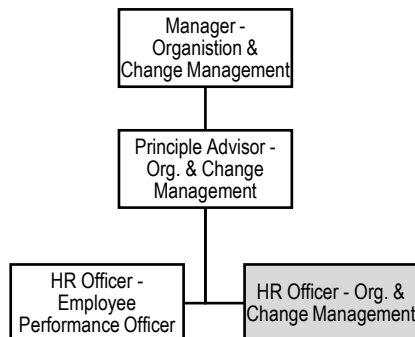 Manager -
Organistion &
Change Management
Principle Advisor -
Org. & Change
Management
HR Officer -
Employee
Performance Officer
HR Officer - Org. &
Change Management